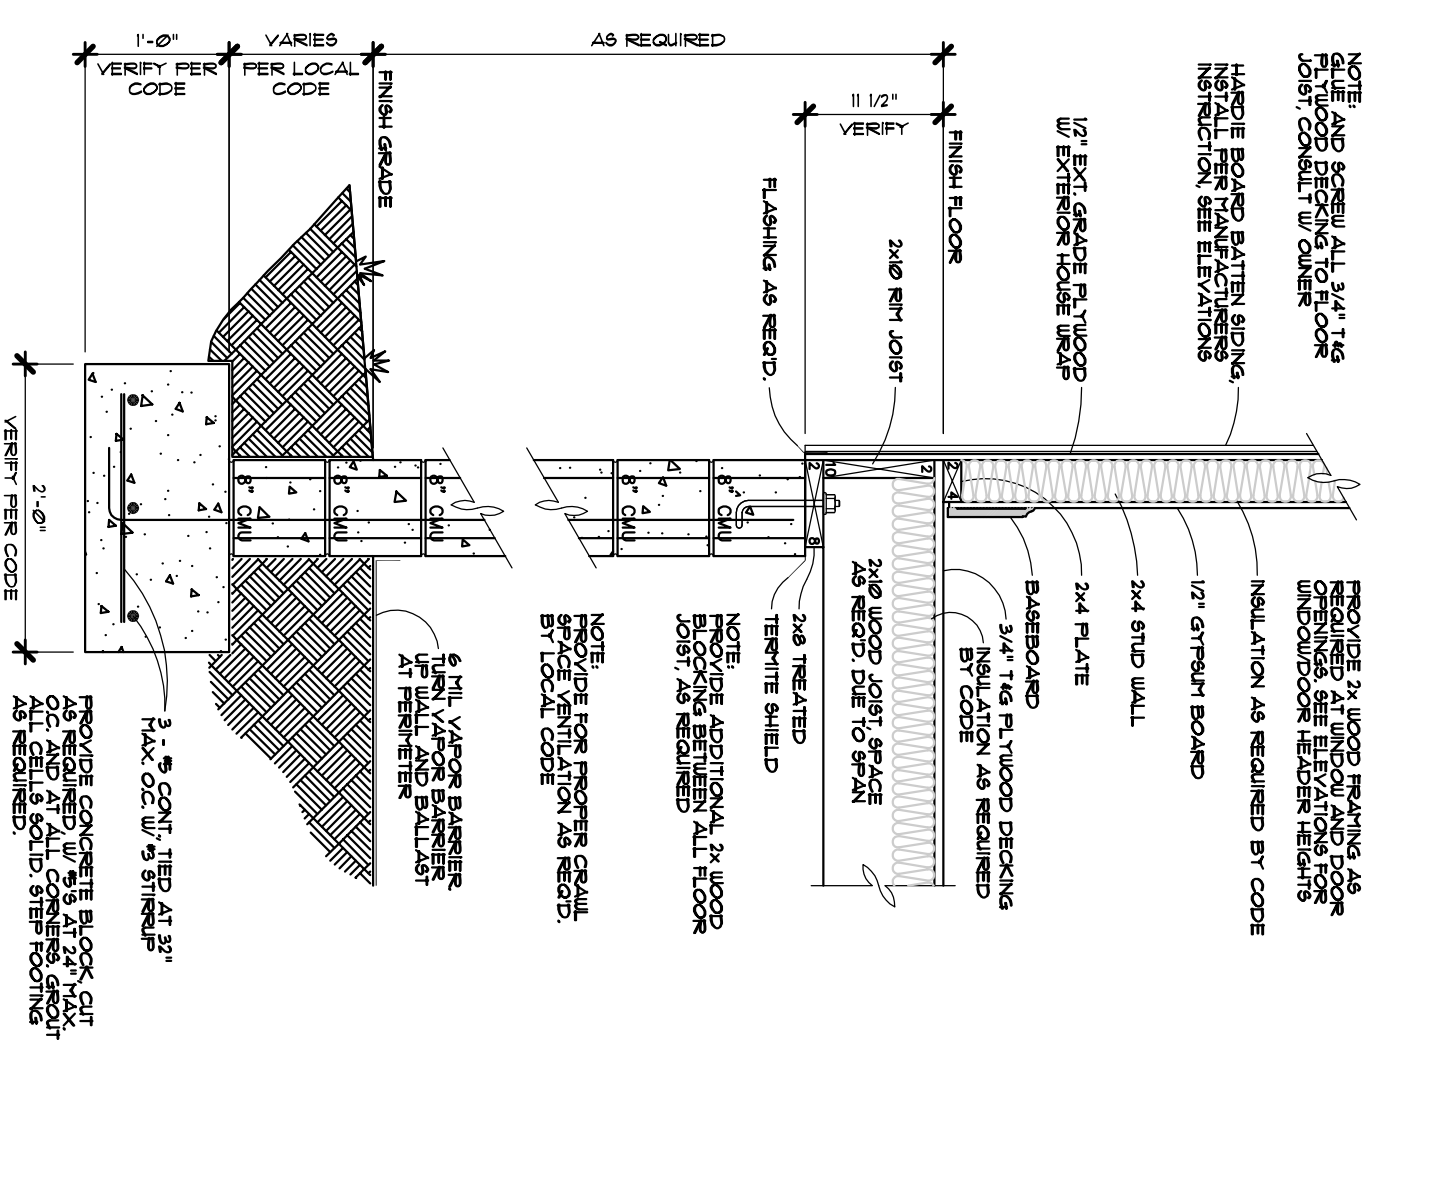 NOTE:
GLUE AND SCREW ALL 3/4" T&G
PLYWOOD DECKING TO FLOOR
JOIST, CONSULT W/ OWNER
HARDIE BOARD BATTEN SIDING,
INSTALL PER MANUFACTURERS
INSTRUCTION, SEE ELEVATIONS
1/2" EXT. GRADE PLYWOOD
W/ EXTERIOR HOUSE WRAP
FINISH FLOOR
2x10 RIM JOIST
FLASHING AS REQ'D.
11 1/2"
VERIFY
AS REQUIRED
FINISH GRADE
VARIES
PER LOCAL
CODE
1'-0"
VERIFY PER
CODE
2
4
2
10
2
8
8" CMU
8" CMU
8" CMU
8" CMU
8" CMU
2'-0"
VERIFY PER CODE
PROVIDE 2x WOOD FRAMING AS
REQUIRED AT WINDOW AND DOOR
OPENINGS. SEE ELEVATIONS FOR
WINDOW/DOOR HEADER HEIGHTS
INSULATION AS REQUIRED BY CODE
1/2" GYPSUM BOARD
2x4 STUD WALL
2x4 PLATE
BASEBOARD
3/4" T&G PLYWOOD DECKING
INSULATION AS REQUIRED
BY CODE
2x10 WOOD JOIST, SPACE
AS REQ'D. DUE TO SPAN
2x8 TREATED
TERMITE SHIELD
NOTE:
PROVIDE ADDITIONAL 2x WOOD
BLOCKING BETWEEN ALL FLOOR
JOIST, AS REQUIRED
NOTE:
PROVIDE FOR PROPER CRAWL
SPACE VENTILATION AS REQ'D.
BY LOCAL CODE
6 MIL VAPOR BARRIER,
TURN VAPOR BARRIER
UP WALL AND BALLAST
AT PERIMETER
3 - #5 CONT., TIED AT 32"
MAX. O.C. W/ #3 STIRRUP
PROVIDE CONCRETE BLOCK, CUT
AS REQUIRED, W/ #5'S AT 24" MAX.
O.C. AND AT ALL CORNERS. GROUT
ALL CELLS SOLID. STEP FOOTING
AS REQUIRED.